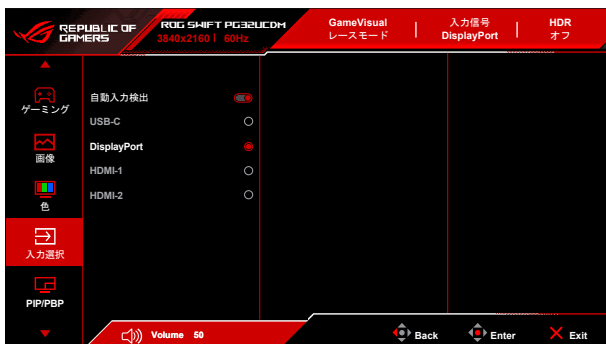 REPUBLIC OF
GAMERS
ROG SWIFT PG32UCDM
3840x2160 60Hz
GameVisual
レースモード
入力信号
DisplayPort
HDR
オフ
ゲーミング
画像
色
入力選択
PIP/PBP
自動入力検出
USB-C
DisplayPort
HDMI-1
HDMI-2
Volume 50
Back
Enter
Exit